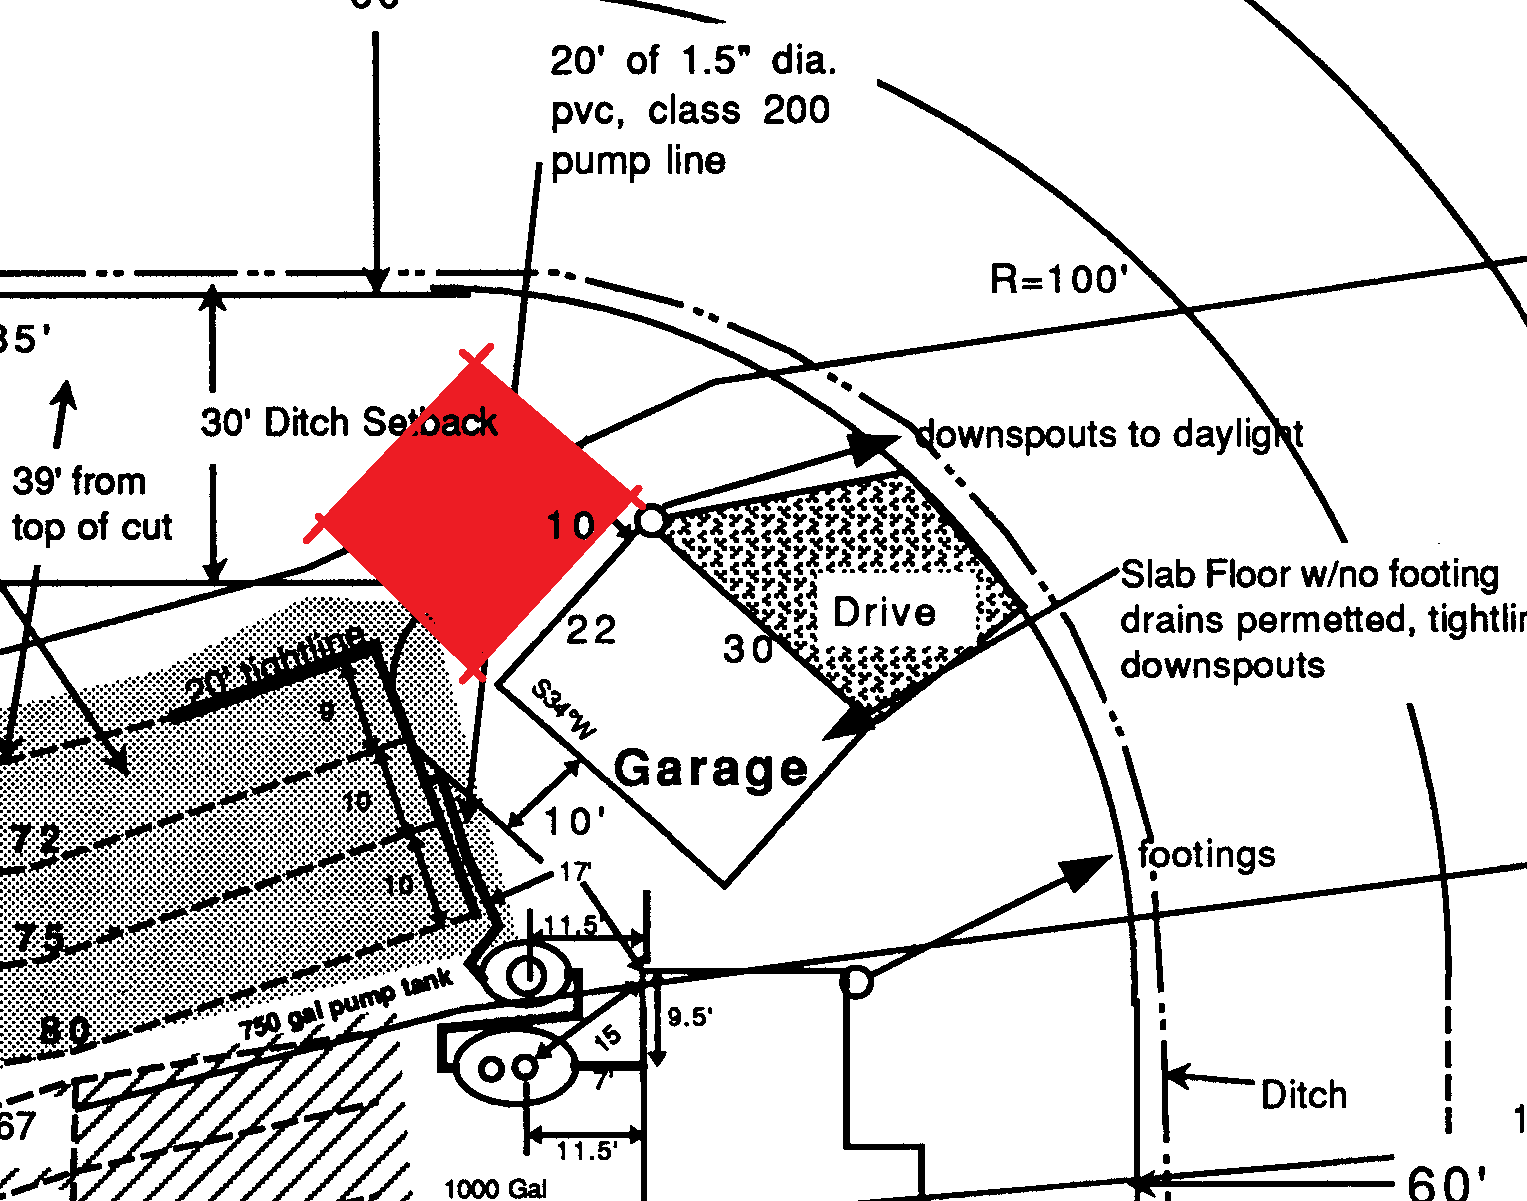 20' of 1.5" dia.
pvc, class 200
pump line
R=100'
35'
30' Ditch Setback
downspouts to daylight
39' from
top of cut
10
Slab Floor w/no footing
drains permetted, tightlin
downspouts
Drive
22
30
20' tightline
S34°W
9
Garage
10
10'
72
17'
footings
10
11.5'
75
750 gal pump tank
9.5'
80
15
7'
Ditch
67
1
11.5'
1000 Gal
60'